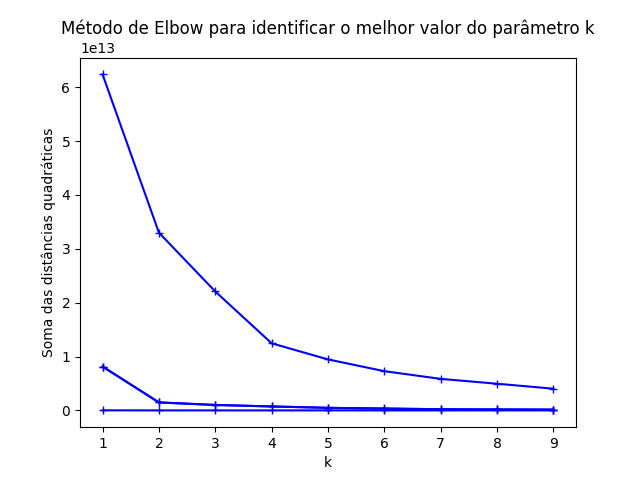 Método de Elbow para identificar o melhor valor do parâmetro k
1e13
6
5
4
3
2
1
0
Soma das distâncias quadráticas
1 2 3 4 5 6 7 8 9
k